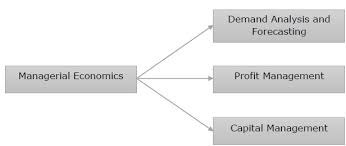 Demand Analysis and
Forecasting
Managerial Economics
Profit Management
Capital Management